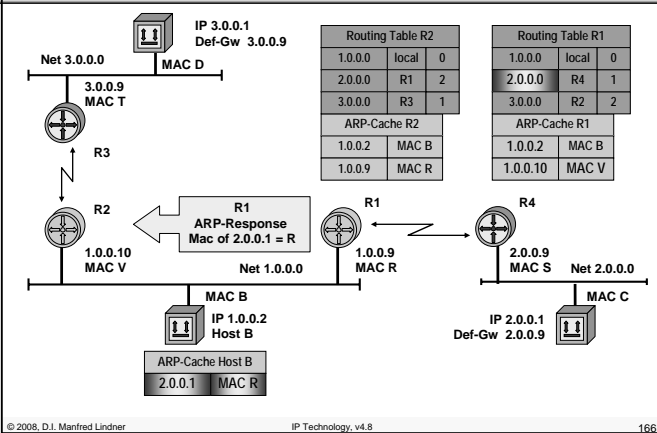 IP 3.0.0.1
Def-Gw 3.0.0.9
Net 3.0.0.0
MAC D
3.0.0.9
MAC T
R3
Routing Table R2
1.0.0.0 local 0
2.0.0.0 R1 2
3.0.0.0 R3 1
ARP-Cache R2
1.0.0.2 MAC B
1.0.0.9 MAC R
Routing Table R1
1.0.0.0 local 0
2.0.0.0 R4 1
3.0.0.0 R2 2
ARP-Cache R1
1.0.0.2 MAC B
1.0.0.10 MAC V
R2
R1
ARP-Response
Mac of 2.0.0.1 = R
R1
R4
1.0.0.10
MAC V
Net 1.0.0.0
1.0.0.9
MAC R
2.0.0.9
MAC S
Net 2.0.0.0
MAC B
IP 1.0.0.2
Host B
MAC C
IP 2.0.0.1
Def-Gw 2.0.0.9
ARP-Cache Host B
2.0.0.1 MAC R
© 2008, D.I. Manfred Lindner
IP Technology, v4.8
166